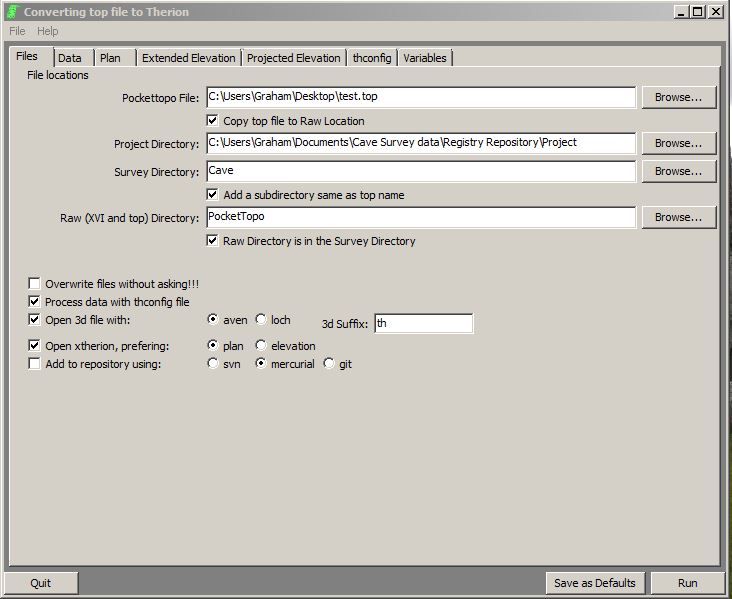 Converting top file to Therion
File Help
Files Data Plan Extended Elevation Projected Elevation thconfig Variables
File locations
Pockettopo File: C:\Users\Graham\Desktop\test.top Browse...
Copy top file to Raw Location
Project Directory: C:\Users\Graham\Documents\Cave Survey data\Registry Repository\Project Browse...
Survey Directory: Cave Browse...
Add a subdirectory same as top name
Raw (XVI and top) Directory: PocketTopo Browse...
Raw Directory is in the Survey Directory
Overwrite files without asking!!!
Process data with thconfig file
Open 3d file with: aven loch 3d Suffix: th
Open xtherion, prefering: plan elevation
Add to repository using: svn mercurial git
Quit Save as Defaults Run